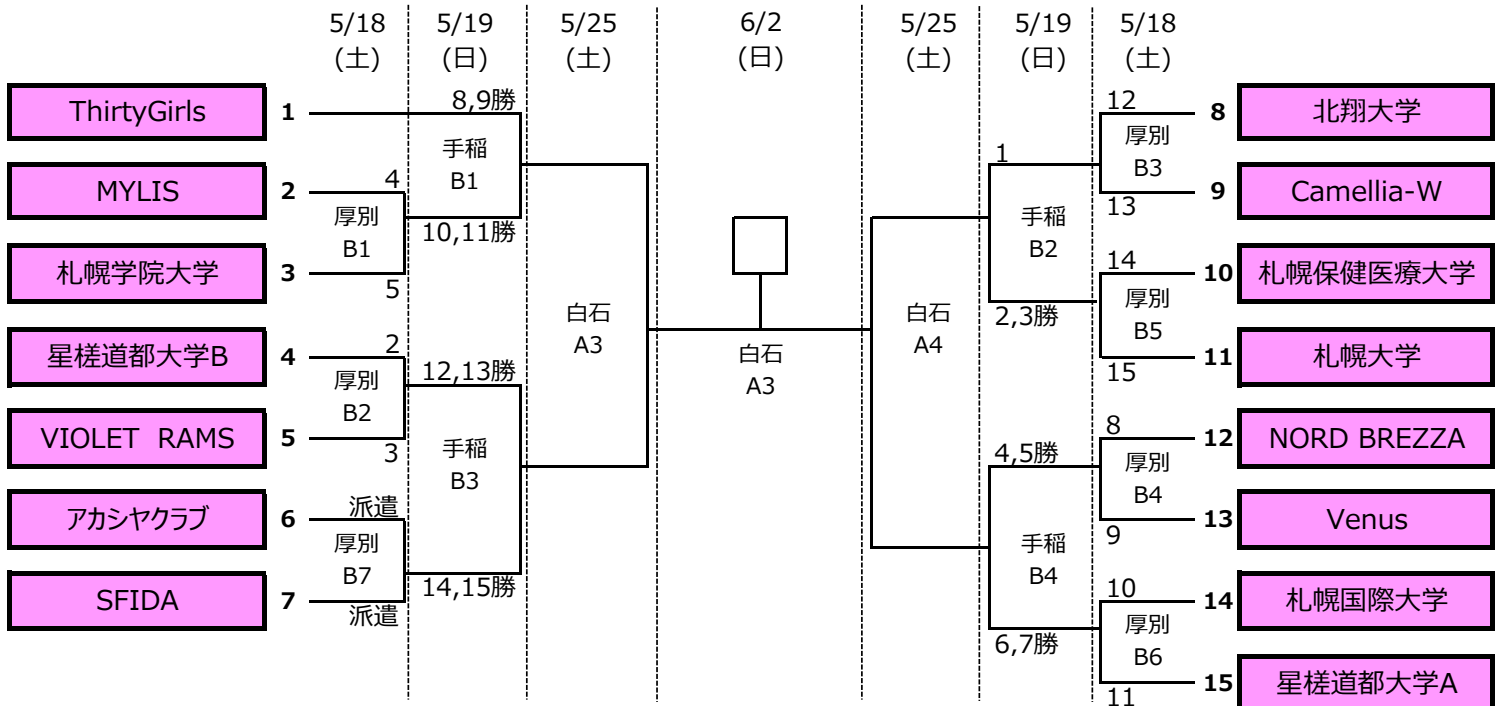 5/18 5/19 5/25 6/2 5/25 5/19 5/18
(土) (日) (土) (日) (土) (日) (土)
ThirtyGirls 1 8,9勝 12 8 北翔大学
手稲 B1
1
厚別 B3
MYLIS 2 4 13 9 Camellia-W
厚別 B1
10,11勝
手稲 B2
札幌学院大学 3 5 14 10 札幌保健医療大学
白石 A3
白石 A4
2,3勝
厚別 B5
星槎道都大学B 4 2 15 11 札幌大学
厚別 B2
12,13勝
白石 A3
VIOLET RAMS 5 3 8 12 NORD BREZZA
手稲 B3
4,5勝
厚別 B4
アカシヤクラブ 6 派遣 9 13 Venus
厚別 B7
手稲 B4
SFIDA 7 派遣 14,15勝 10 14 札幌国際大学
6,7勝
厚別 B6
11 15 星槎道都大学A